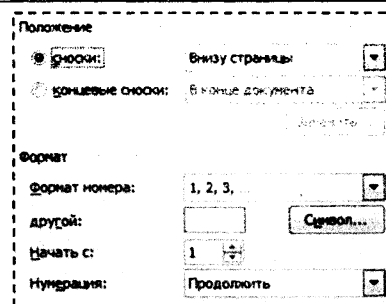 Положение
сноски: Внизу страницы
концевые сноски: В конце документа
Формат
Формат номера: 1, 2, 3,
другой: Символ...
Начать с: 1
Нумерация: Продолжить